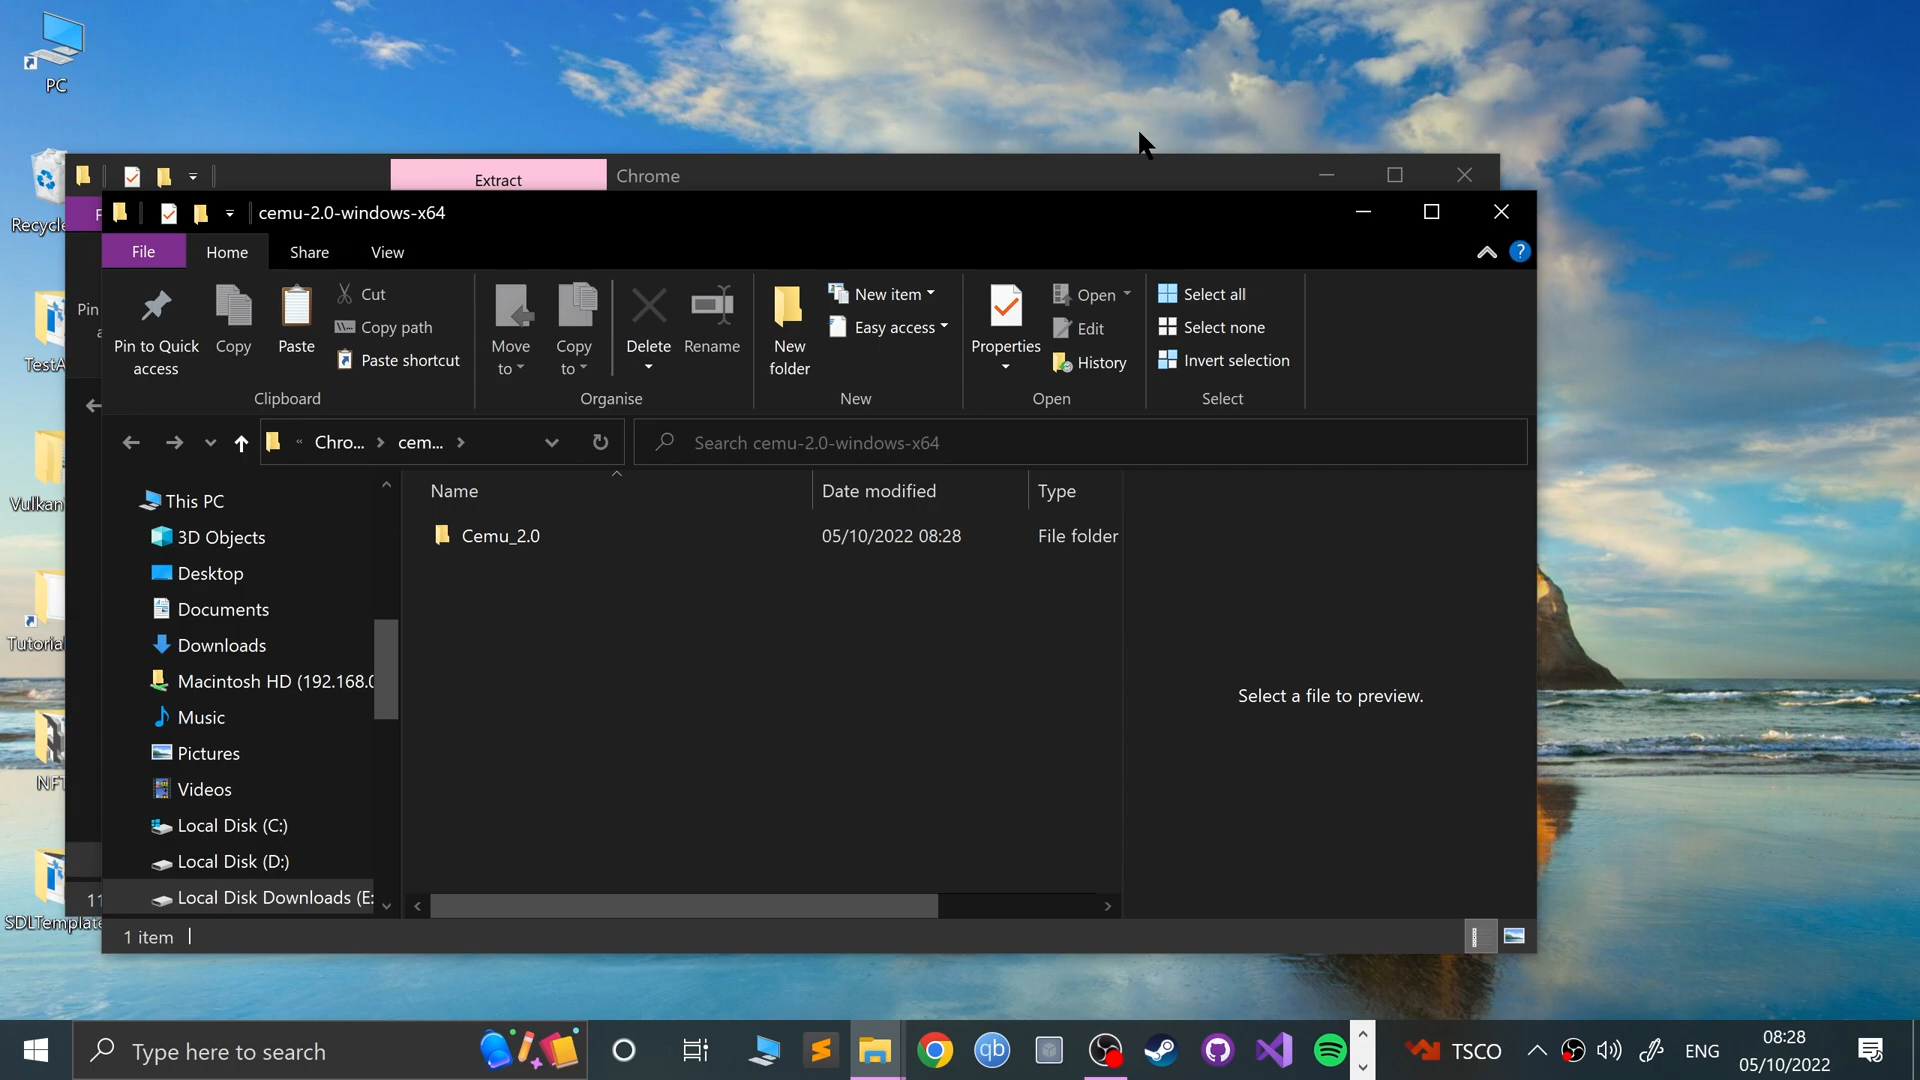 PC
Recycle
TestA
Vulkan
Tutorial
NFT
SDLTemplate
Extract
Chrome
Pin
11
cemu-2.0-windows-x64
File
Home
Share
View
Pin to Quick access
Copy
Paste
Cut
Copy path
Paste shortcut
Clipboard
Move to
Copy to
Delete
Rename
Organise
New folder
New item
Easy access
New
Properties
Open
Edit
History
Open
Select all
Select none
Invert selection
Select
« Chro... > cem... >
Search cemu-2.0-windows-x64
This PC
3D Objects
Desktop
Documents
Downloads
Macintosh HD (192.168.0
Music
Pictures
Videos
Local Disk (C:)
Local Disk (D:)
Local Disk Downloads (E:
Name
Date modified
Type
Cemu_2.0
05/10/2022 08:28
File folder
Select a file to preview.
1 item
Type here to search
qb
TSCO
ENG
08:28
05/10/2022